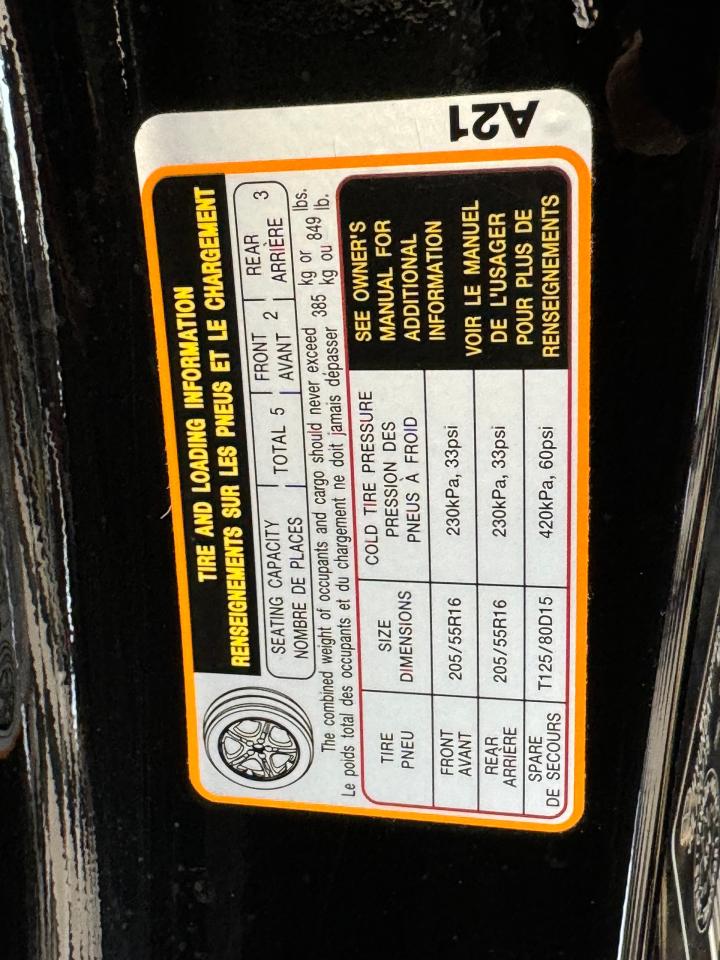 A21
TIRE AND LOADING INFORMATION
RENSEIGNEMENTS SUR LES PNEUS ET LE CHARGEMENT
SEATING CAPACITY
NOMBRE DE PLACES
TOTAL 5
FRONT
AVANT
2
REAR
ARRIÈRE
3
The combined weight of occupants and cargo should never exceed 385 kg or 849 lbs.
Le poids total des occupants et du chargement ne doit jamais dépasser kg ou lb.
TIRE
PNEU
SIZE
DIMENSIONS
COLD TIRE PRESSURE
PRESSION DES
PNEUS À FROID
FRONT
AVANT
205/55R16
230kPa, 33psi
REAR
ARRIÈRE
205/55R16
230kPa, 33psi
SPARE
DE SECOURS
T125/80D15
420kPa, 60psi
SEE OWNER'S
MANUAL FOR
ADDITIONAL
INFORMATION
VOIR LE MANUEL
DE L'USAGER
POUR PLUS DE
RENSEIGNEMENTS